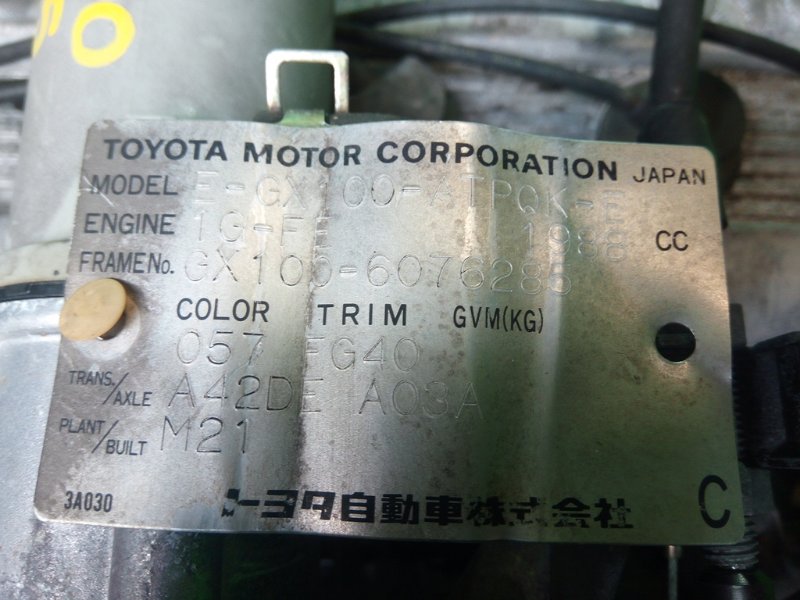 50
TOYOTA MOTOR CORPORATION JAPAN
MODEL E-GX100-ATPQK-E
ENGINE 1G-FE 1988 CC
FRAME No. GX100-6076285
COLOR TRIM GVM(KG)
057 FG40
TRANS./AXLE A42DE A03A
PLANT/BUILT M21
3A030 トヨタ自動車株式会社 C